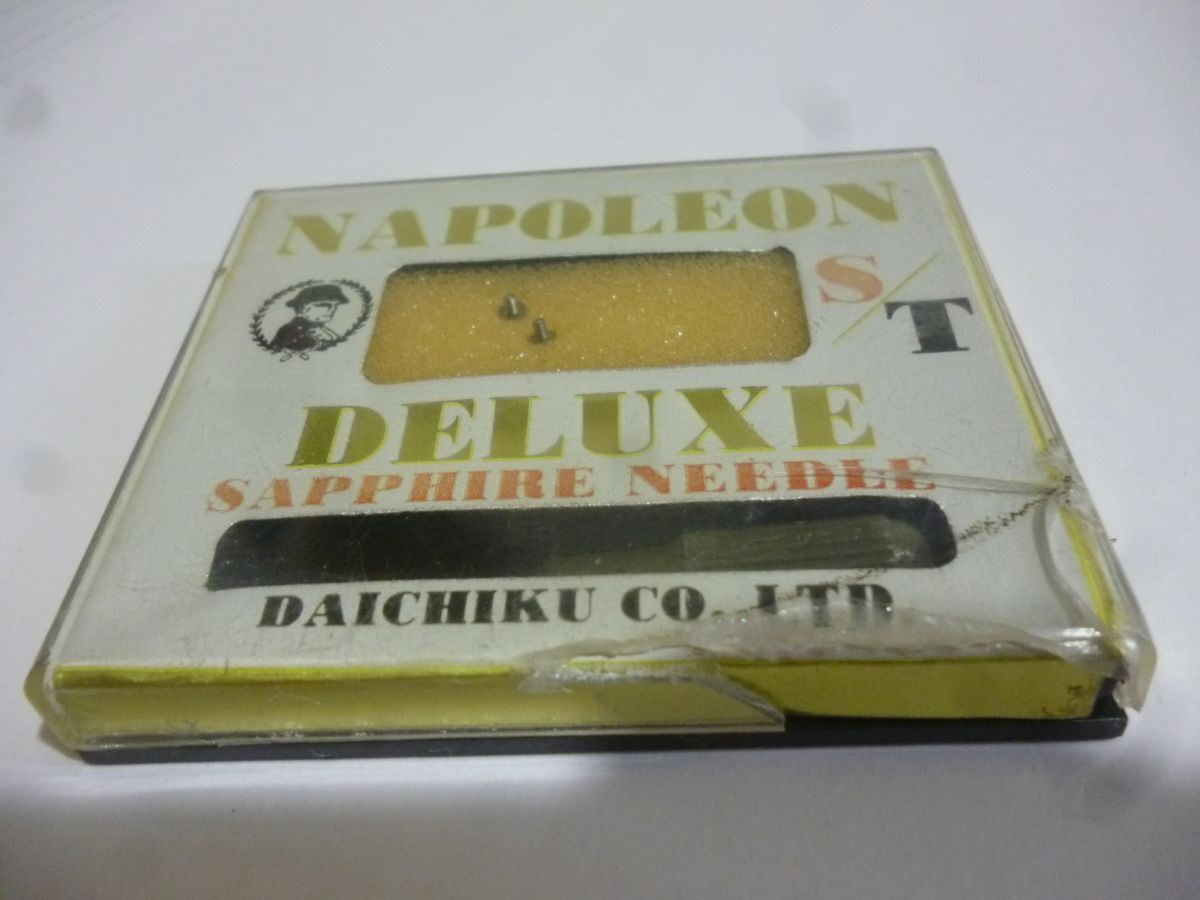 NAPOLEON
S/T
DELUXE
SAPPHIRE NEEDLE
DAICHIKU CO. LTD